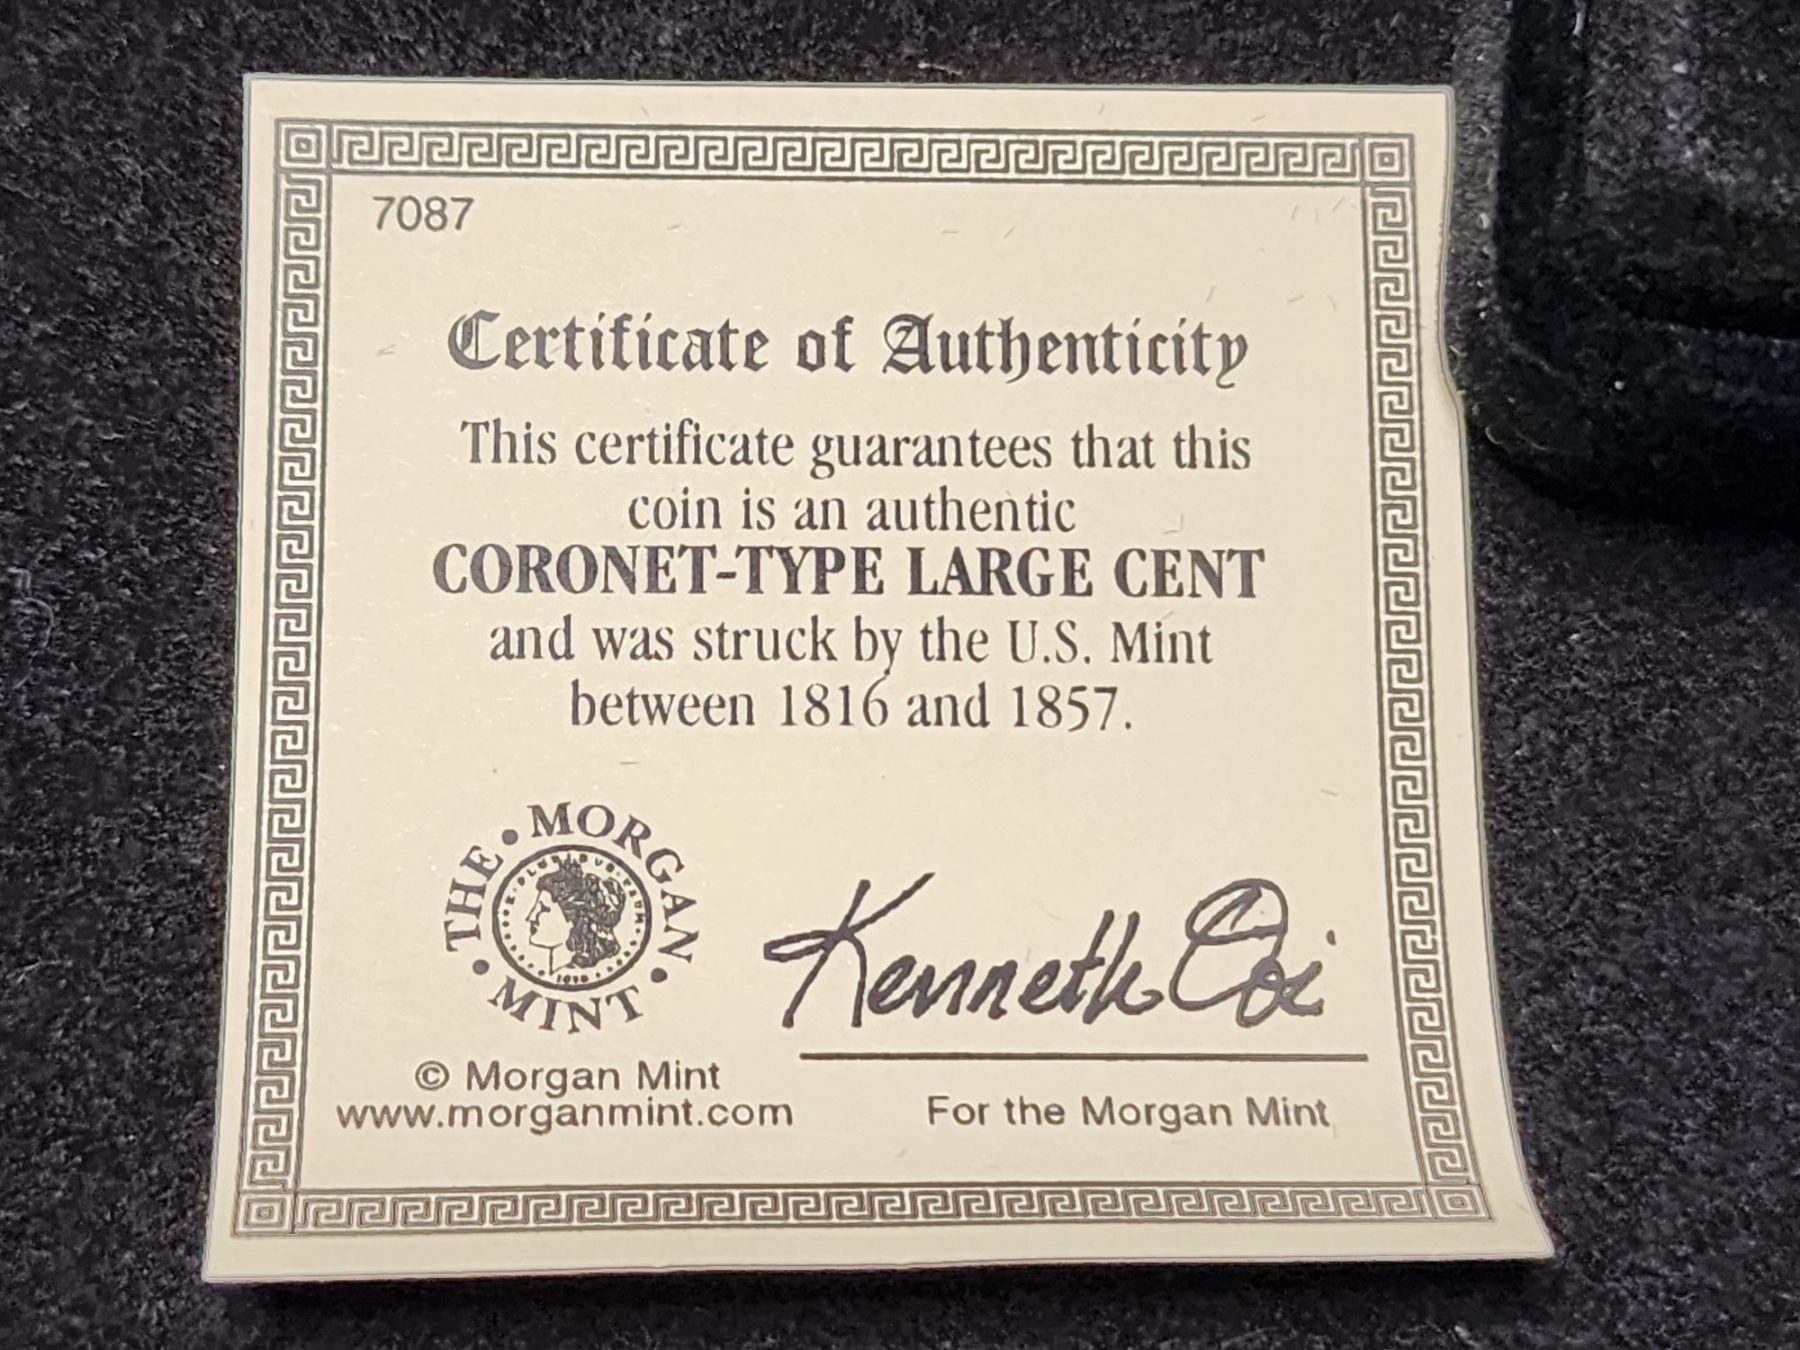 7087
Certificate of Authenticity
This certificate guarantees that this
coin is an authentic
CORONET-TYPE LARGE CENT
and was struck by the U.S. Mint
between 1816 and 1857.
THE • MORGAN • MINT •
E • PLURIBUS • UNUM
Kenneth
© Morgan Mint
www.morganmint.com
For the Morgan Mint